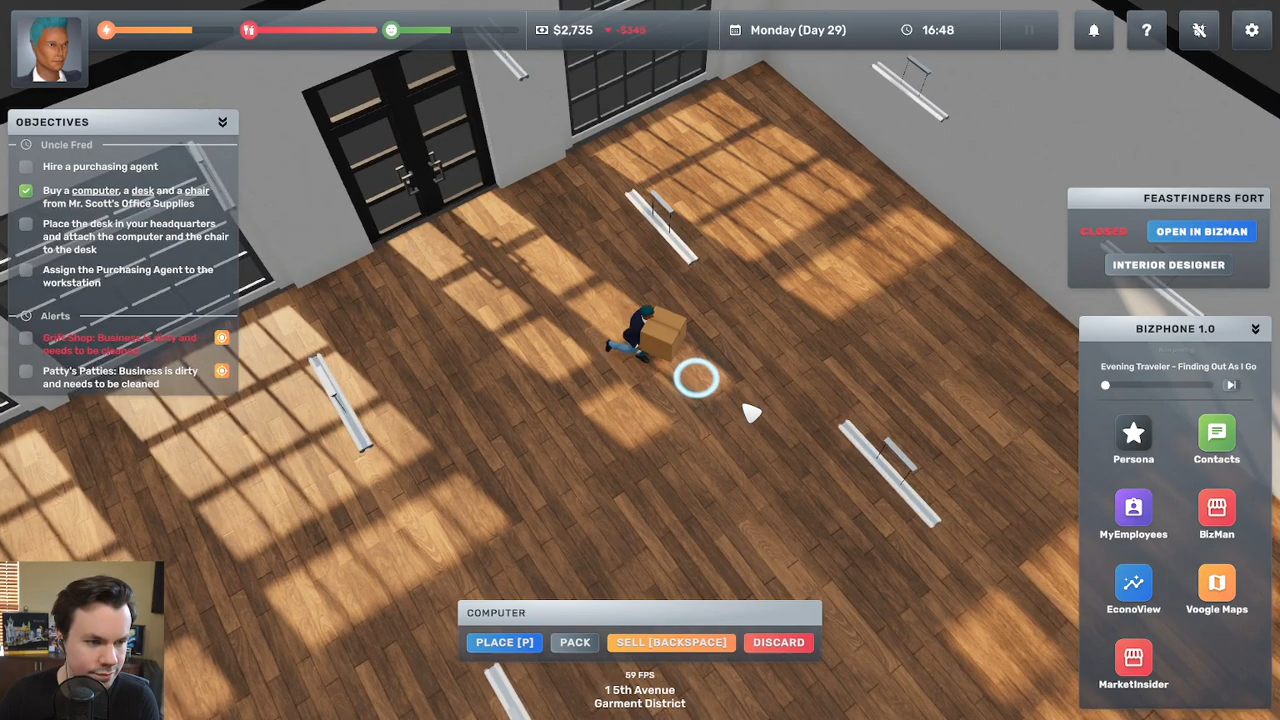 $2,735
-$345
Monday (Day 29)
16:48
?
OBJECTIVES
Uncle Fred
Hire a purchasing agent
Buy a computer, a desk and a chair
from Mr. Scott's Office Supplies
Place the desk in your headquarters
and attach the computer and the chair
to the desk
Assign the Purchasing Agent to the
workstation
Alerts
Grift Shop: Business is dirty and
needs to be cleaned
Patty's Patties: Business is dirty
and needs to be cleaned
FEASTFINDERS FORT
CLOSED
OPEN IN BIZMAN
INTERIOR DESIGNER
BIZPHONE 1.0
Evening Traveler - Finding Out As I Go
Persona
Contacts
MyEmployees
BizMan
EconoView
Voogle Maps
MarketInsider
COMPUTER
PLACE [P]
PACK
SELL [BACKSPACE]
DISCARD
59 FPS
1 5th Avenue
Garment District